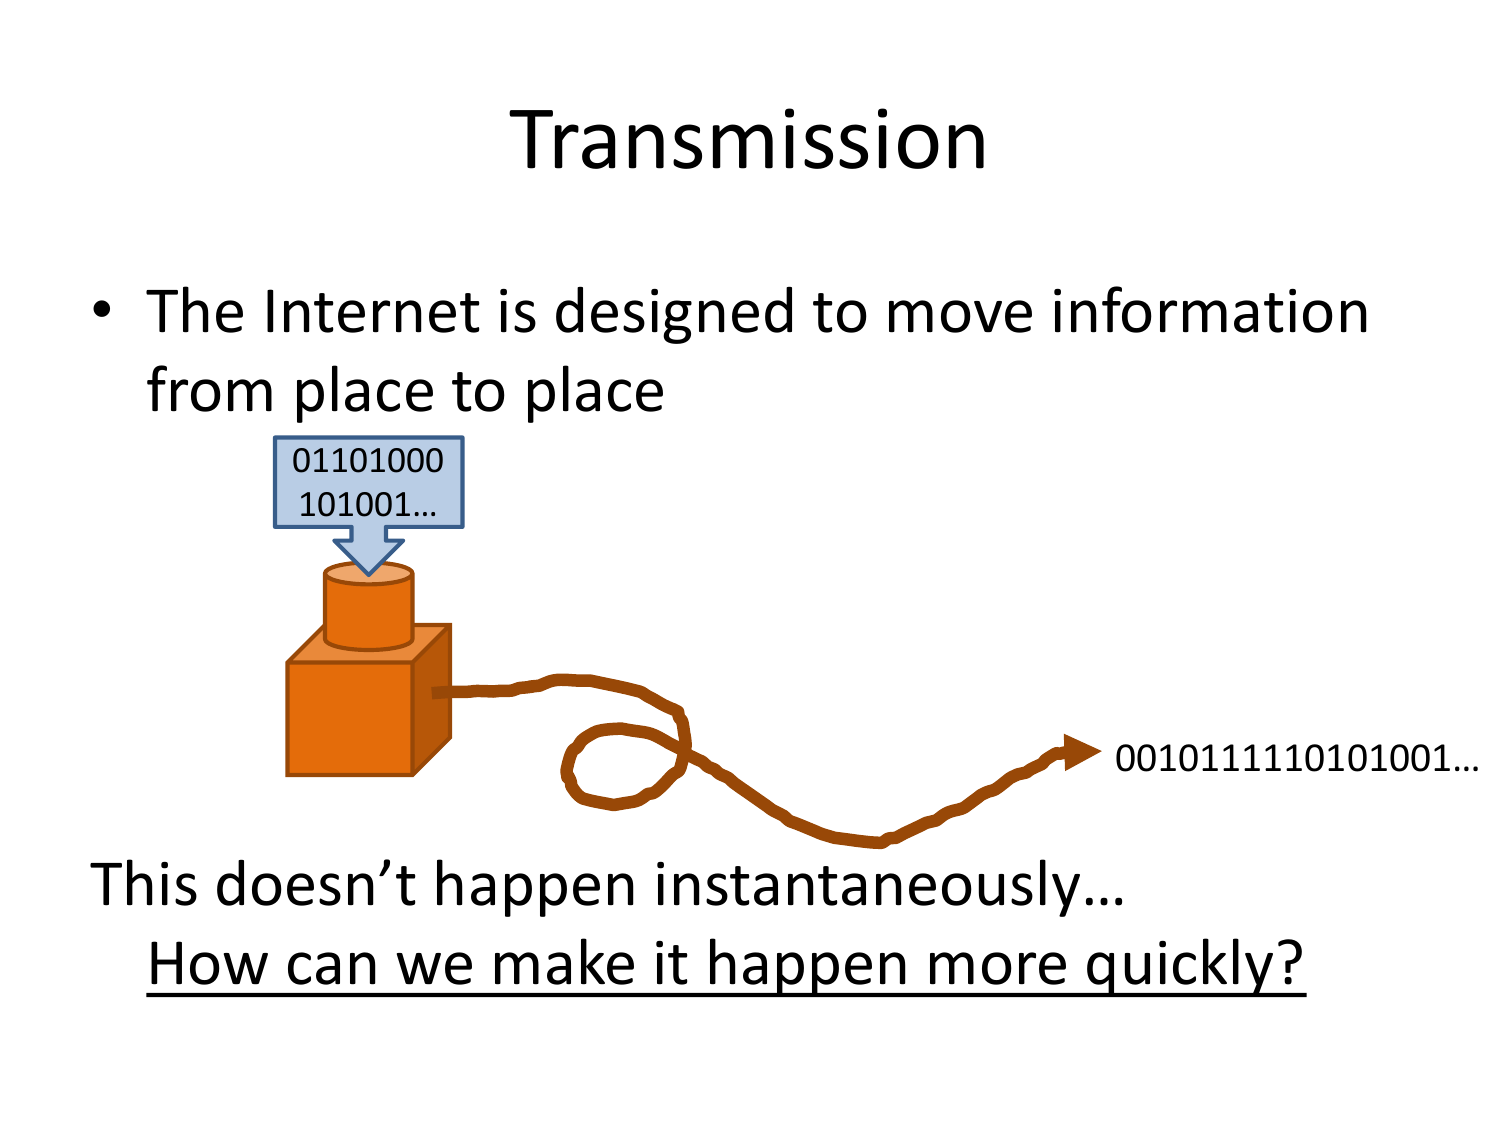 Transmission
• The Internet is designed to move information
from place to place
01101000
101001…
0010111110101001…
This doesn’t happen instantaneously…
How can we make it happen more quickly?